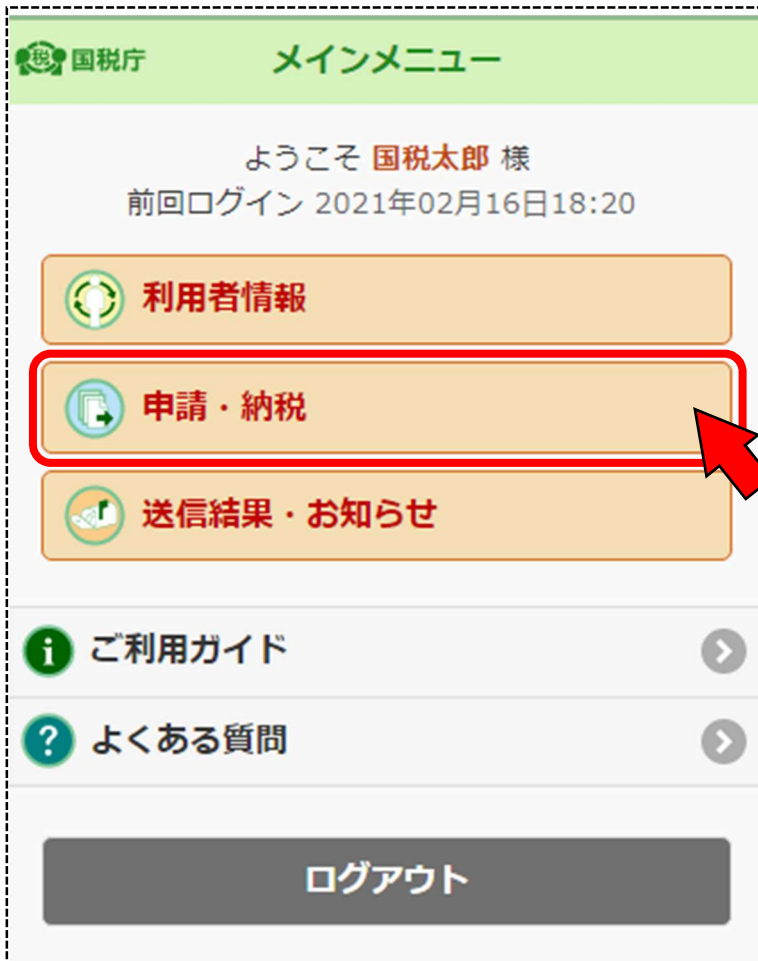 税 国税庁 メインメニュー
ようこそ 国税太郎 様
前回ログイン 2021年02月16日18:20
利用者情報
申請・納税
送信結果・お知らせ
i ご利用ガイド
? よくある質問
ログアウト